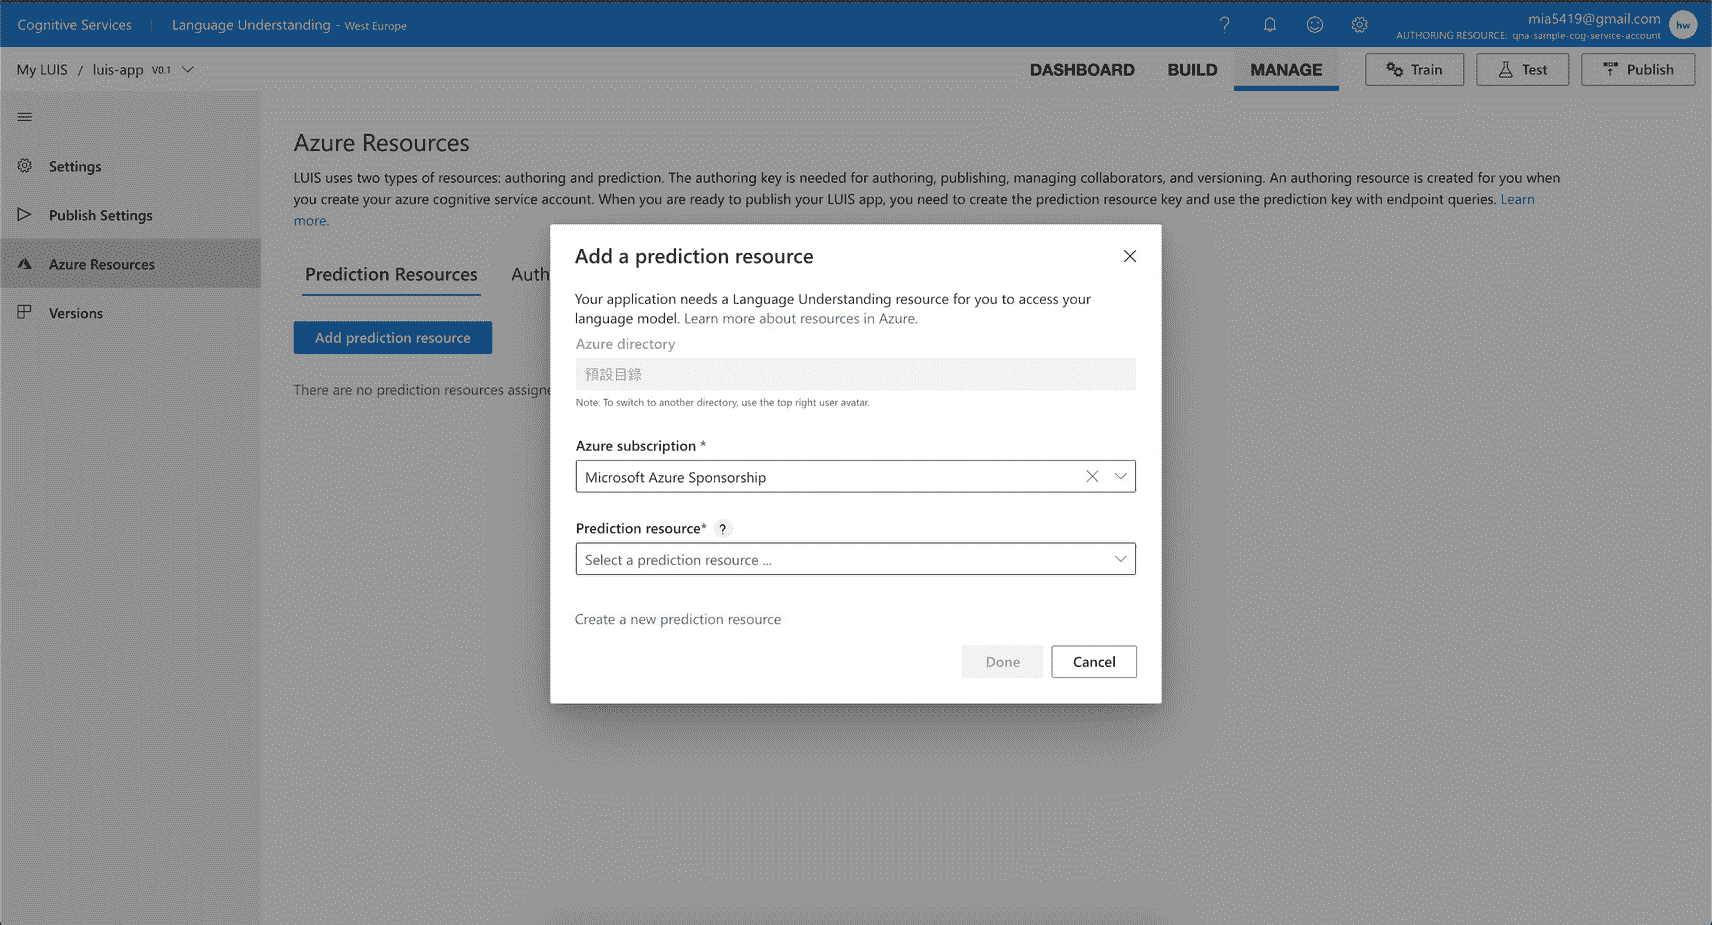 Cognitive Services
Language Understanding - West Europe
mia5419@gmail.com
AUTHORING RESOURCE: qna-sample-cog-service-account
hw
My LUIS / luis-app V0.1
DASHBOARD
BUILD
MANAGE
Train
Test
Publish
Settings
Publish Settings
Azure Resources
Versions
Azure Resources
LUIS uses two types of resources: authoring and prediction. The authoring key is needed for authoring, publishing, managing collaborators, and versioning. An authoring resource is created for you when
you create your azure cognitive service account. When you are ready to publish your LUIS app, you need to create the prediction resource key and use the prediction key with endpoint queries. Learn
more.
Prediction Resources
Auth
Add prediction resource
There are no prediction resources assigne
Add a prediction resource
Your application needs a Language Understanding resource for you to access your
language model. Learn more about resources in Azure.
Azure directory
預設目錄
Note: To switch to another directory, use the top right user avatar.
Azure subscription *
Microsoft Azure Sponsorship
Prediction resource* ?
Select a prediction resource ...
Create a new prediction resource
Done
Cancel